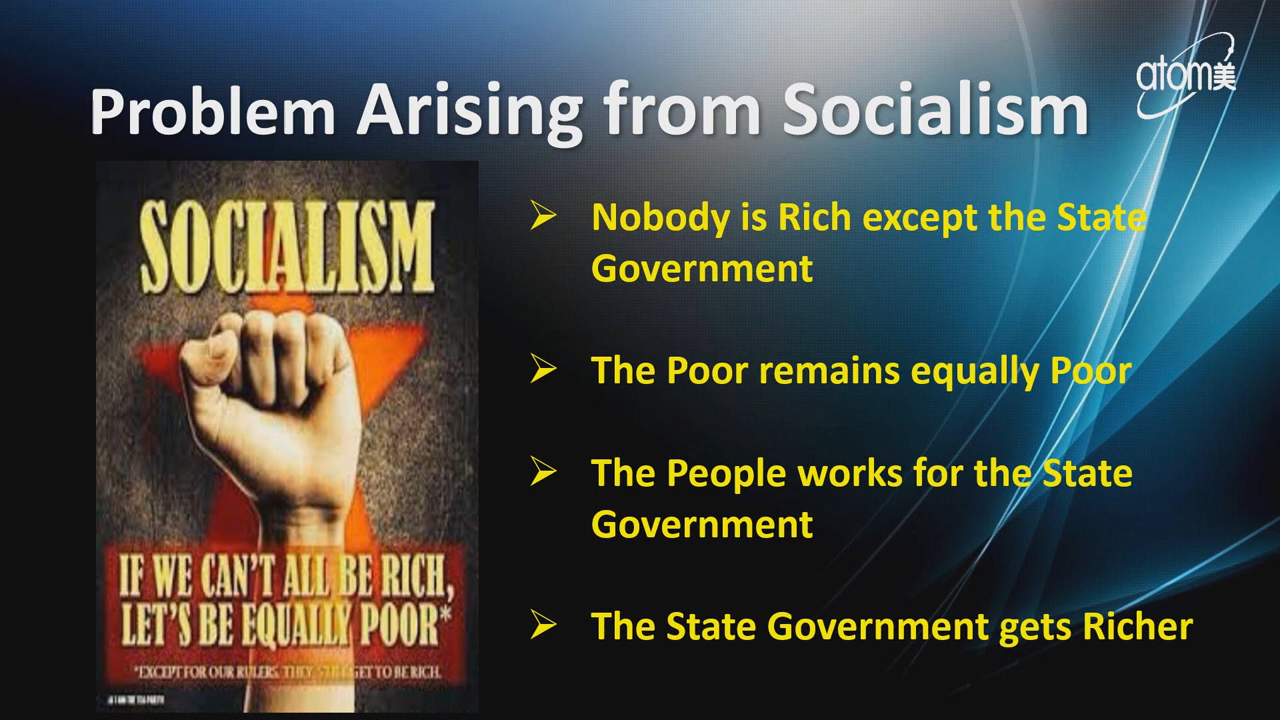 atom美
Problem Arising from Socialism
SOCIALISM
IF WE CAN'T ALL BE RICH,
LET'S BE EQUALLY POOR*
*EXCEPT FOR OUR RULERS. THEY STILL GET TO BE RICH.
Nobody is Rich except the State
Government
The Poor remains equally Poor
The People works for the State
Government
The State Government gets Richer